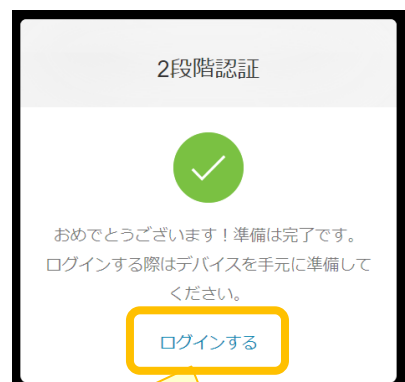 2段階認証
おめでとうございます！準備は完了です。
ログインする際はデバイスを手元に準備して
ください。
ログインする